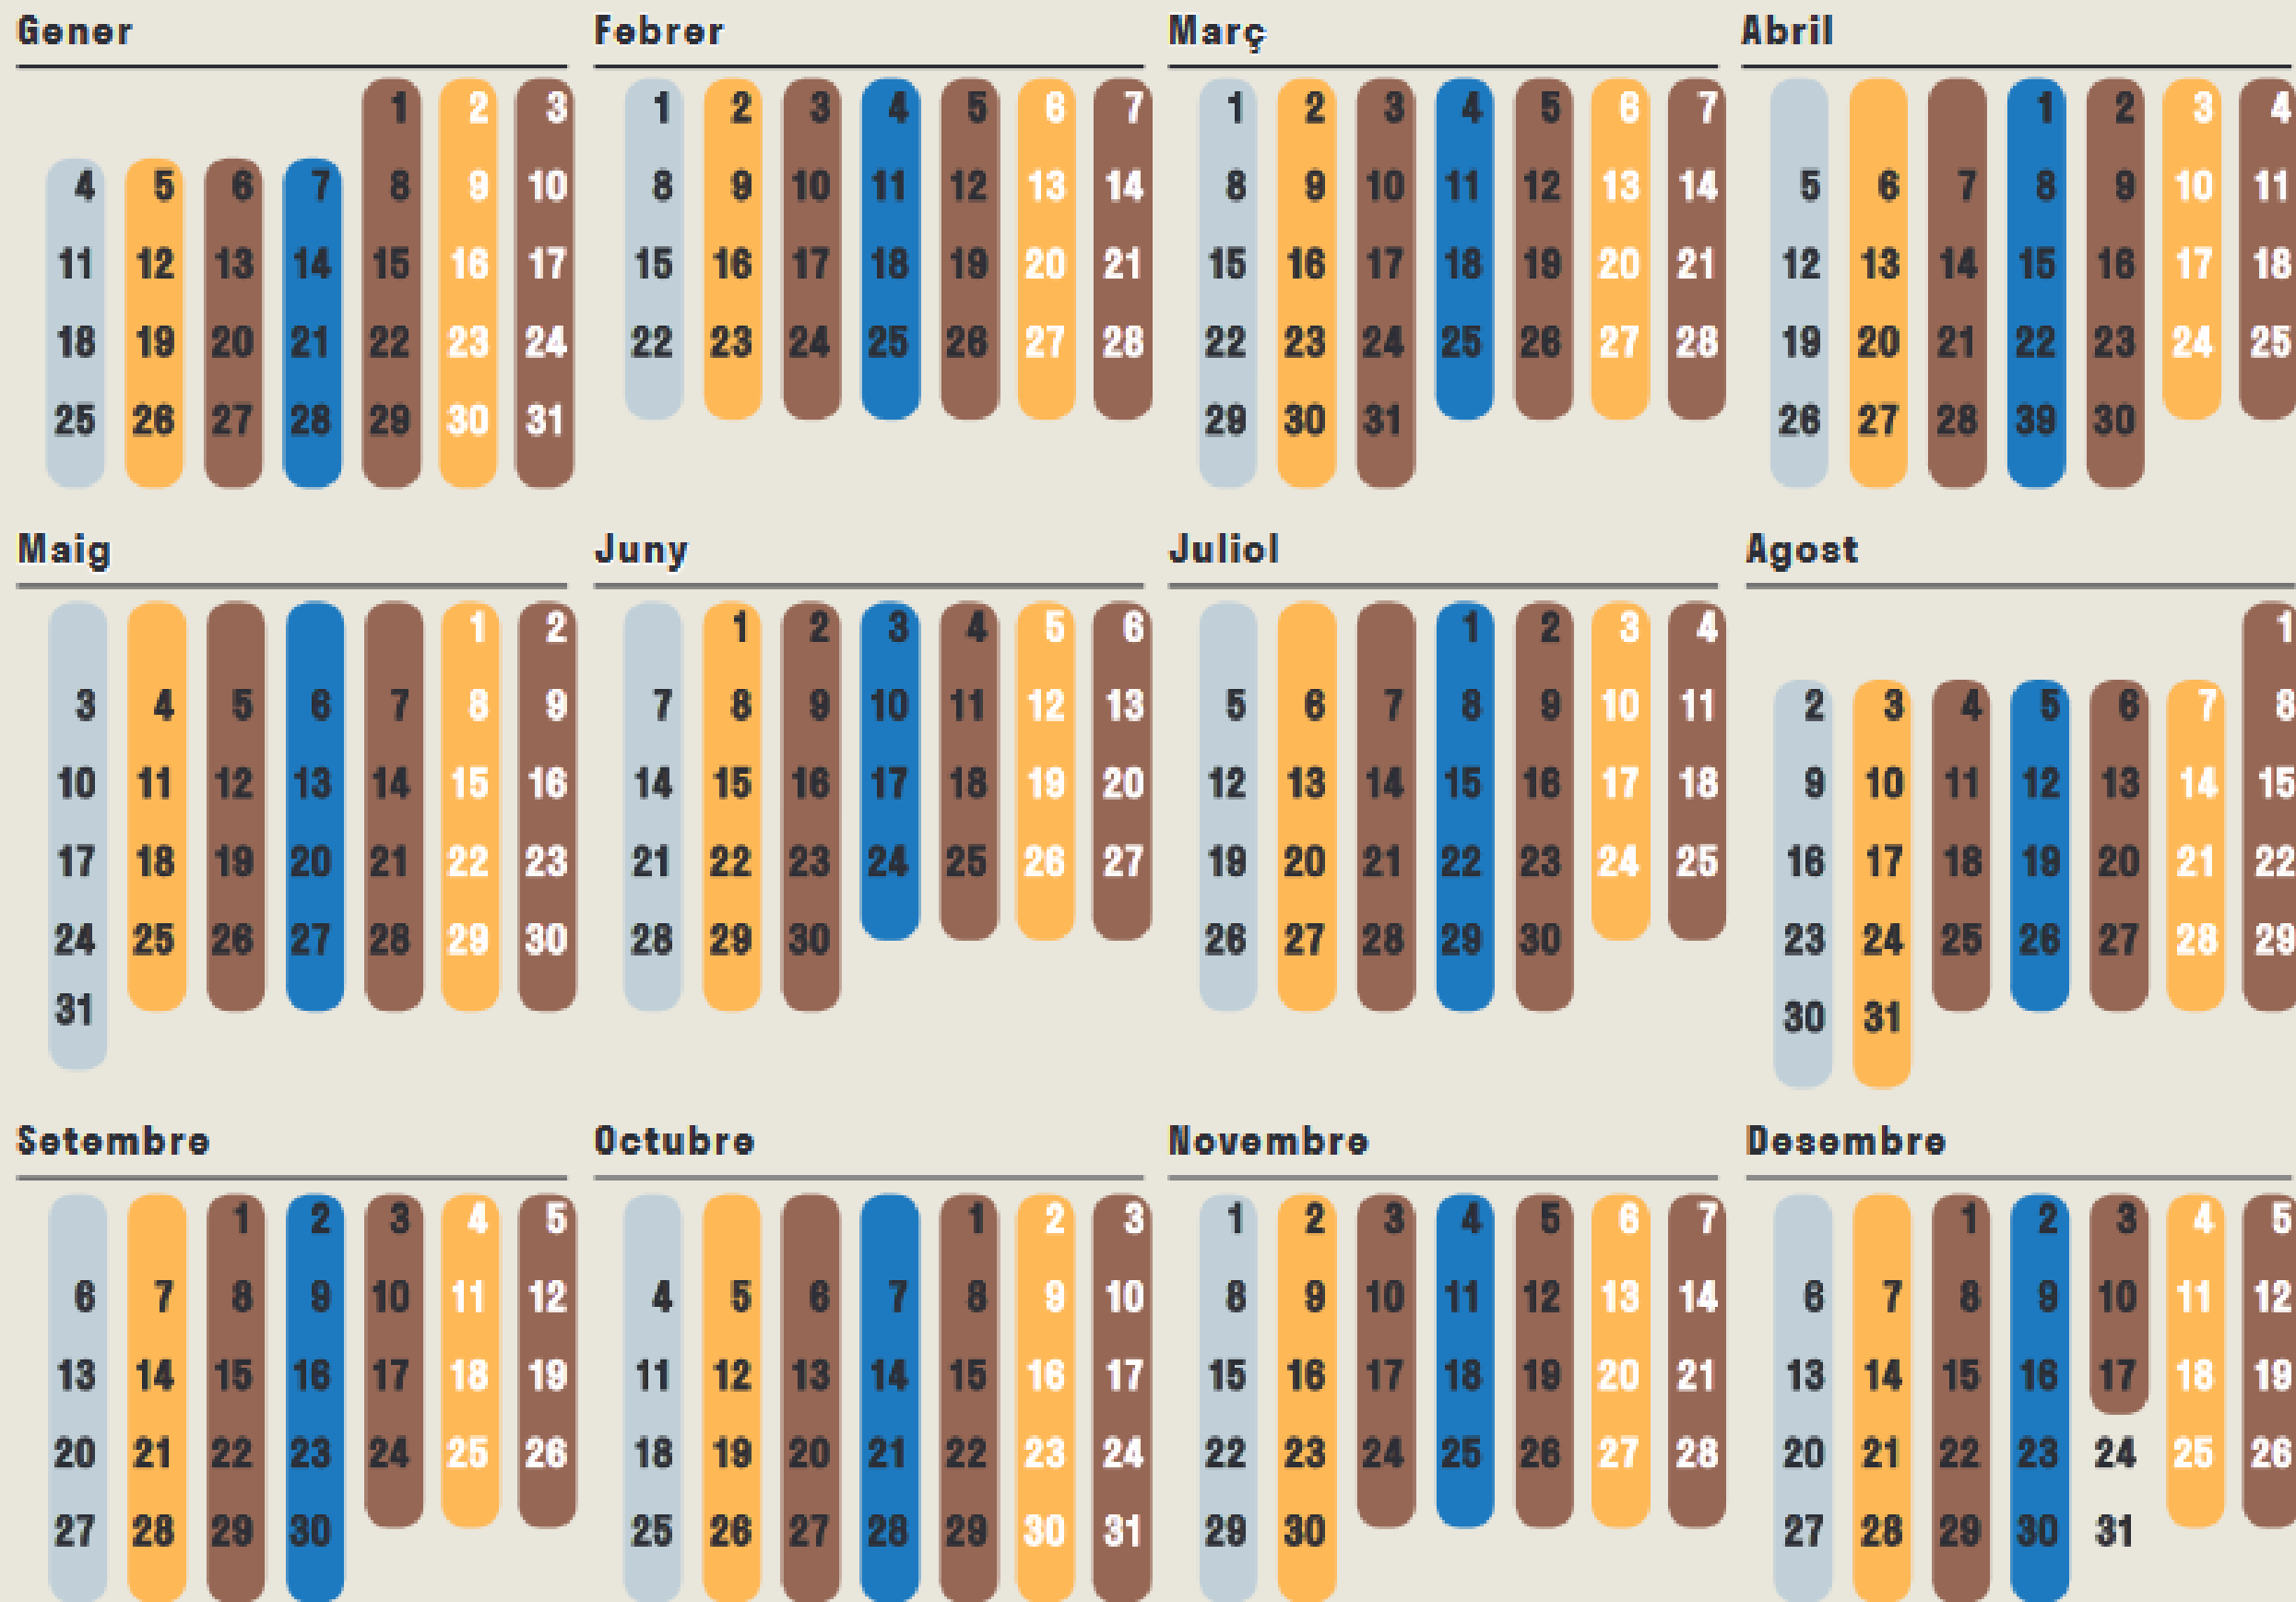 Gener Febrer Març Abril
1 2 3 1 2 3 4 5 6 7 1 2 3 4 5 6 7 1 2 3 4
4 5 6 7 8 9 10 8 9 10 11 12 13 14 8 9 10 11 12 13 14 5 6 7 8 9 10 11
11 12 13 14 15 16 17 15 16 17 18 19 20 21 15 16 17 18 19 20 21 12 13 14 15 16 17 18
18 19 20 21 22 23 24 22 23 24 25 26 27 28 22 23 24 25 26 27 28 19 20 21 22 23 24 25
25 26 27 28 29 30 31 29 30 31 26 27 28 39 30
Maig Juny Juliol Agost
1 2 1 2 3 4 5 6 1 2 3 4 1
3 4 5 6 7 8 9 7 8 9 10 11 12 13 5 6 7 8 9 10 11 2 3 4 5 6 7 8
10 11 12 13 14 15 16 14 15 16 17 18 19 20 12 13 14 15 16 17 18 9 10 11 12 13 14 15
17 18 19 20 21 22 23 21 22 23 24 25 26 27 19 20 21 22 23 24 25 16 17 18 19 20 21 22
24 25 26 27 28 29 30 28 29 30 26 27 28 29 30 23 24 25 26 27 28 29
31 30 31
Setembre Octubre Novembre Desembre
1 2 3 4 5 1 2 3 1 2 3 4 5 6 7 1 2 3 4 5
6 7 8 9 10 11 12 4 5 6 7 8 9 10 8 9 10 11 12 13 14 6 7 8 9 10 11 12
13 14 15 16 17 18 19 11 12 13 14 15 16 17 15 16 17 18 19 20 21 13 14 15 16 17 18 19
20 21 22 23 24 25 26 18 19 20 21 22 23 24 22 23 24 25 26 27 28 20 21 22 23 24 25 26
27 28 29 30 25 26 27 28 29 30 31 29 30 27 28 29 30 31